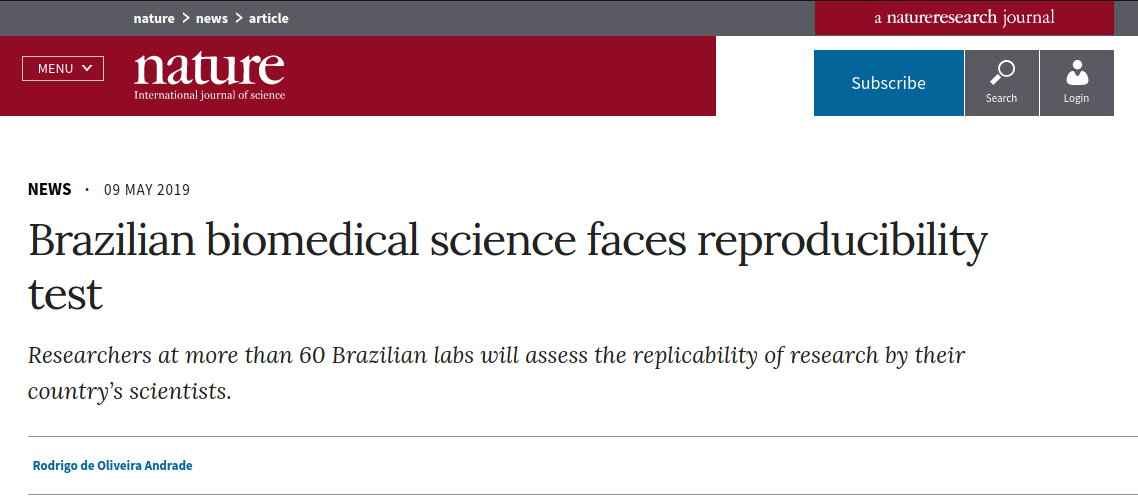 nature > news > article
a natureresearch journal
MENU
nature
International journal of science
Subscribe
Search
Login
NEWS · 09 MAY 2019
Brazilian biomedical science faces reproducibility
test
Researchers at more than 60 Brazilian labs will assess the replicability of research by their
country’s scientists.
Rodrigo de Oliveira Andrade